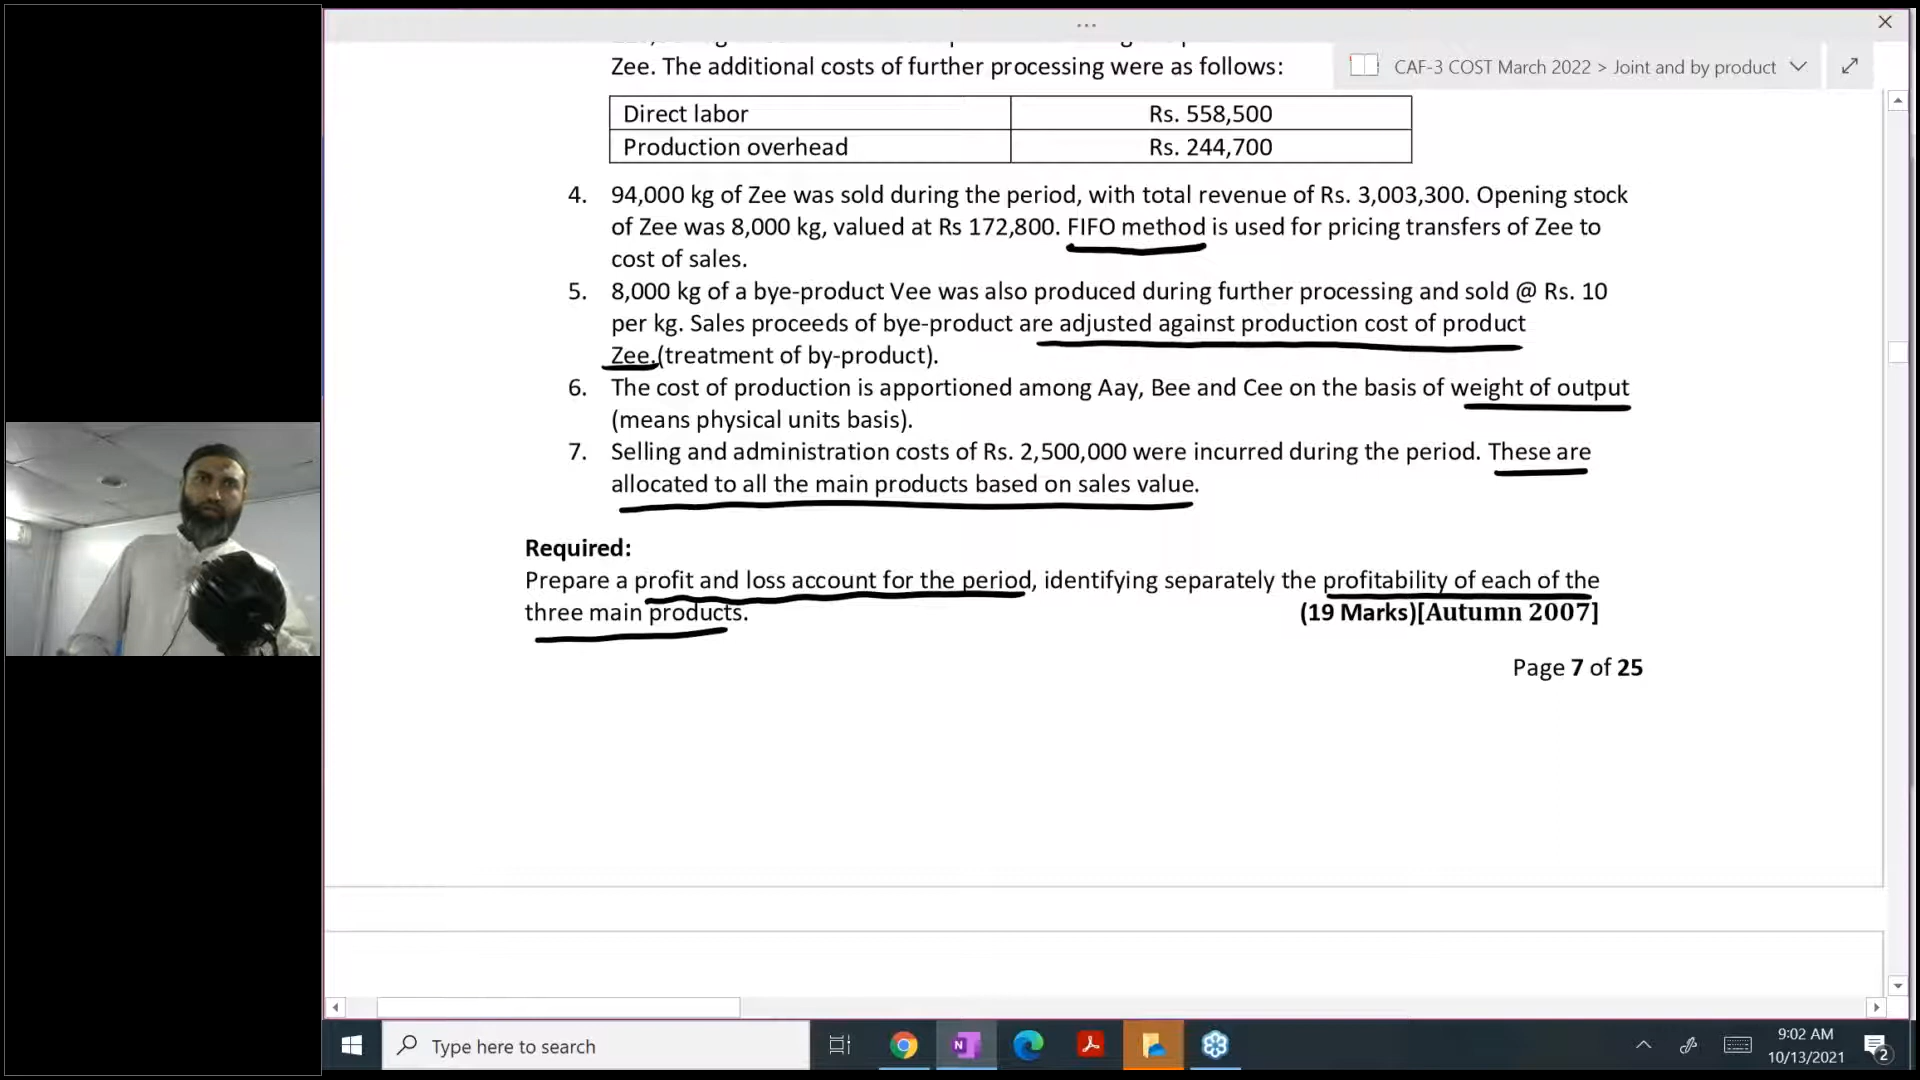 Zee. The additional costs of further processing were as follows:
CAF-3 COST March 2022 > Joint and by product
Direct labor Rs. 558,500
Production overhead Rs. 244,700
4. 94,000 kg of Zee was sold during the period, with total revenue of Rs. 3,003,300. Opening stock
of Zee was 8,000 kg, valued at Rs 172,800. FIFO method is used for pricing transfers of Zee to
cost of sales.
5. 8,000 kg of a bye-product Vee was also produced during further processing and sold @ Rs. 10
per kg. Sales proceeds of bye-product are adjusted against production cost of product
Zee.(treatment of by-product).
6. The cost of production is apportioned among Aay, Bee and Cee on the basis of weight of output
(means physical units basis).
7. Selling and administration costs of Rs. 2,500,000 were incurred during the period. These are
allocated to all the main products based on sales value.
Required:
Prepare a profit and loss account for the period, identifying separately the profitability of each of the
three main products.
(19 Marks)[Autumn 2007]
Page 7 of 25
Type here to search
N
9:02 AM
10/13/2021
2